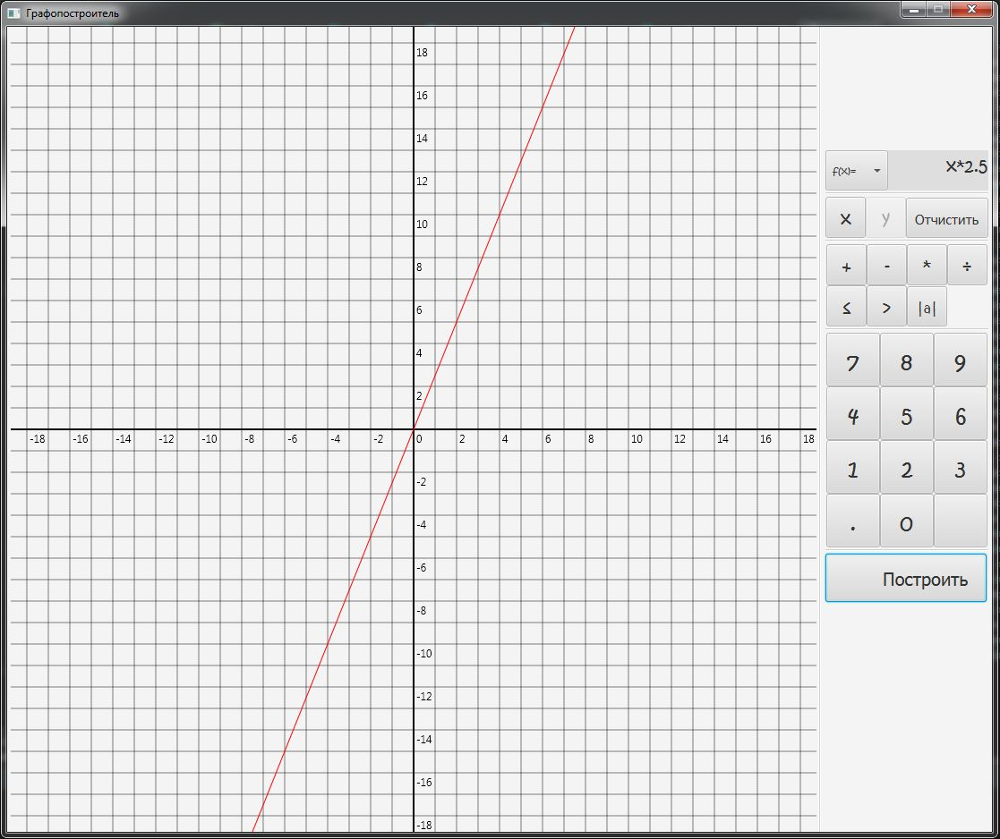 Графопостроитель
18
16
14
12
10
8
6
4
2
-18 -16 -14 -12 -10 -8 -6 -4 -2 0 2 4 6 8 10 12 14 16 18
-2
-4
-6
-8
-10
-12
-14
-16
-18
f(x)= x*2.5
x y Отчистить
+ - * ÷
≤ > |a|
7 8 9
4 5 6
1 2 3
. 0
Построить